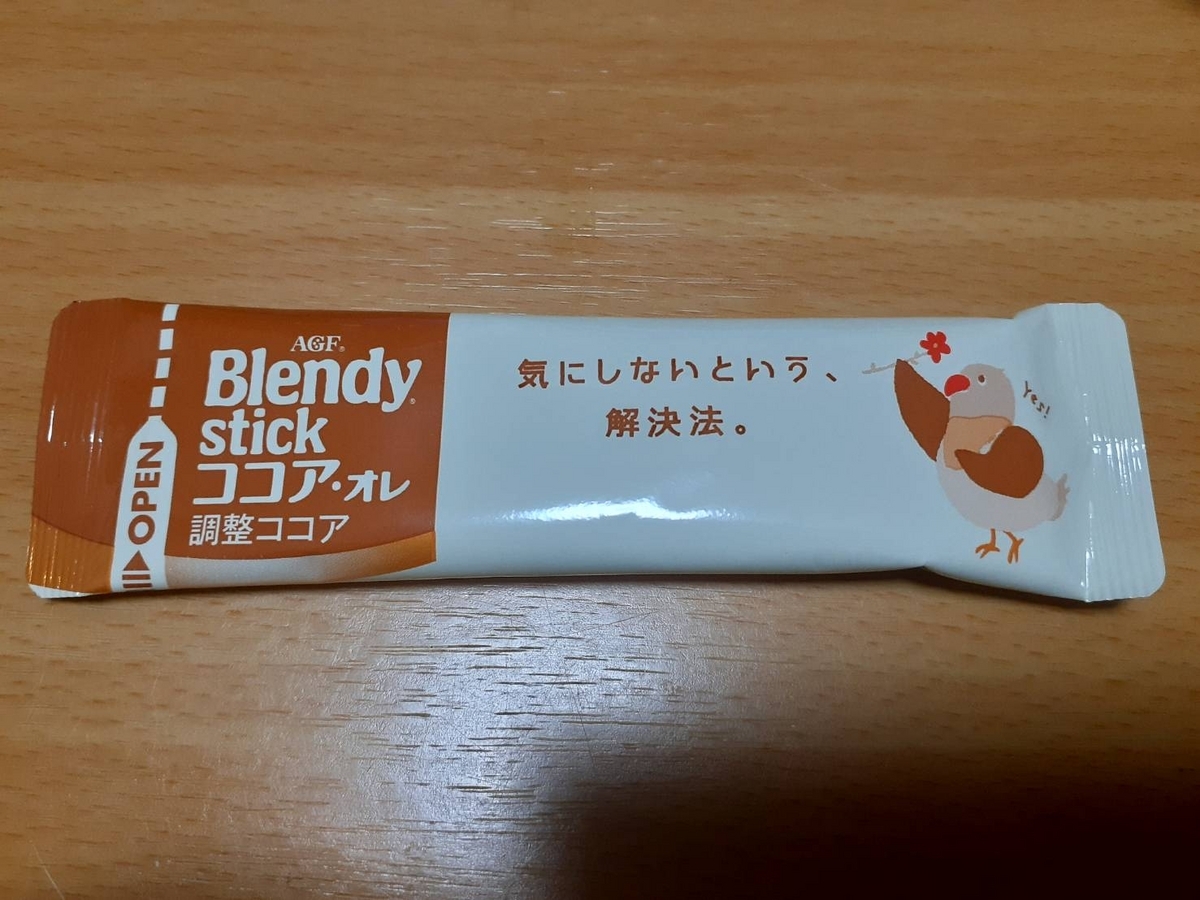 AGF®
Blendy®
stick
ココア・オレ
調整ココア
OPEN
気にしないという、
解決法。
Yes!